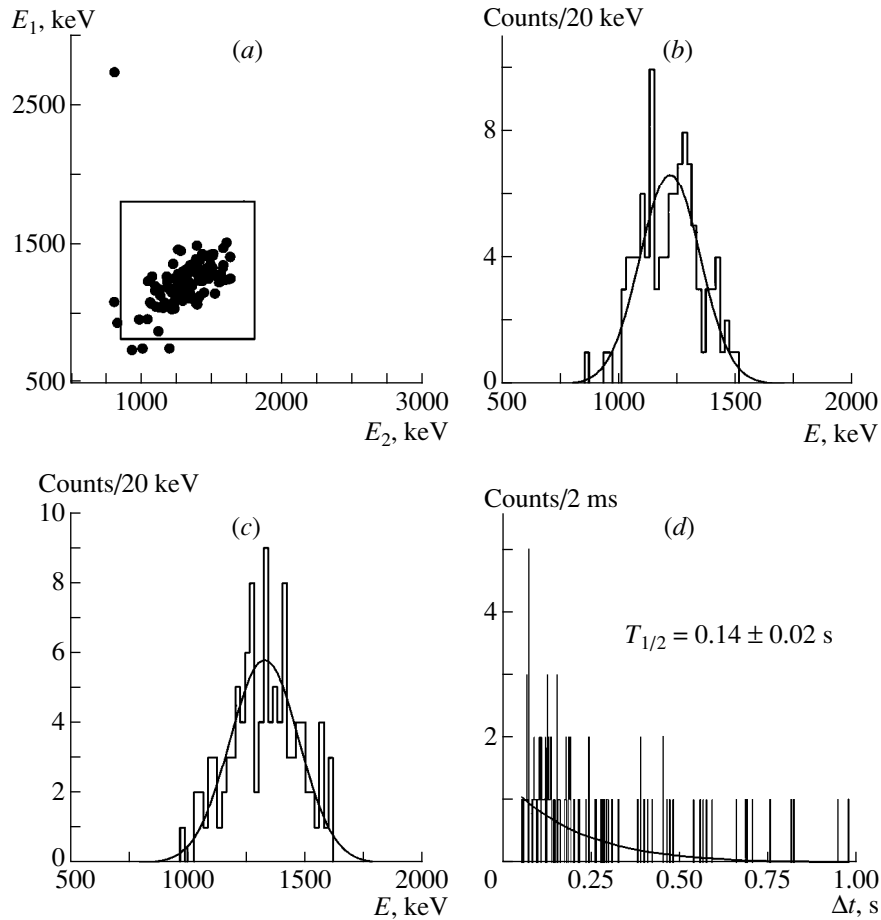 E1, keV
(a)
2500
1500
500
1000
2000
3000
E2, keV
Counts/20 keV
(b)
8
4
0
500
1000
1500
2000
E, keV
Counts/20 keV
(c)
10
8
6
4
2
0
500
1000
1500
2000
E, keV
Counts/2 ms
(d)
T1/2 = 0.14 ± 0.02 s
4
2
0
0.25
0.50
0.75
1.00
Δt, s